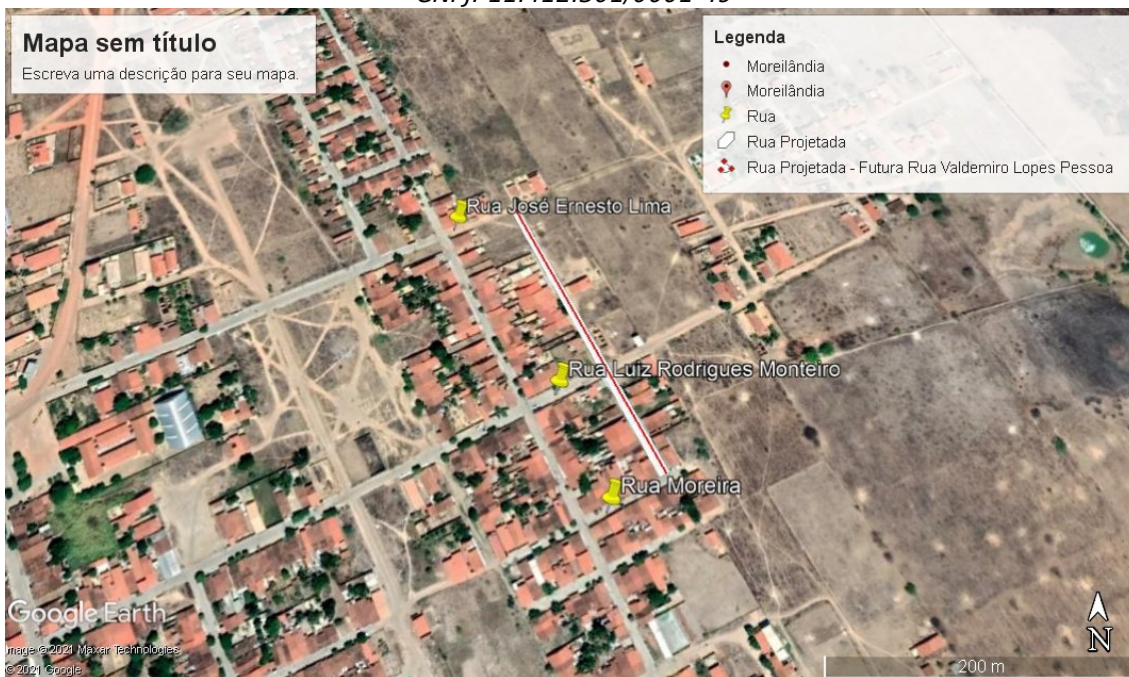 Mapa sem título
Escreva uma descrição para seu mapa.
Legenda
Moreilândia
Moreilândia
Rua
Rua Projetada
Rua Projetada - Futura Rua Valdemiro Lopes Pessoa
Rua José Ernesto Lima
Rua Luiz Rodrigues Monteiro
Rua Moreira
Google Earth
Image © 2021 Maxar Technologies
© 2021 Google
N
200 m